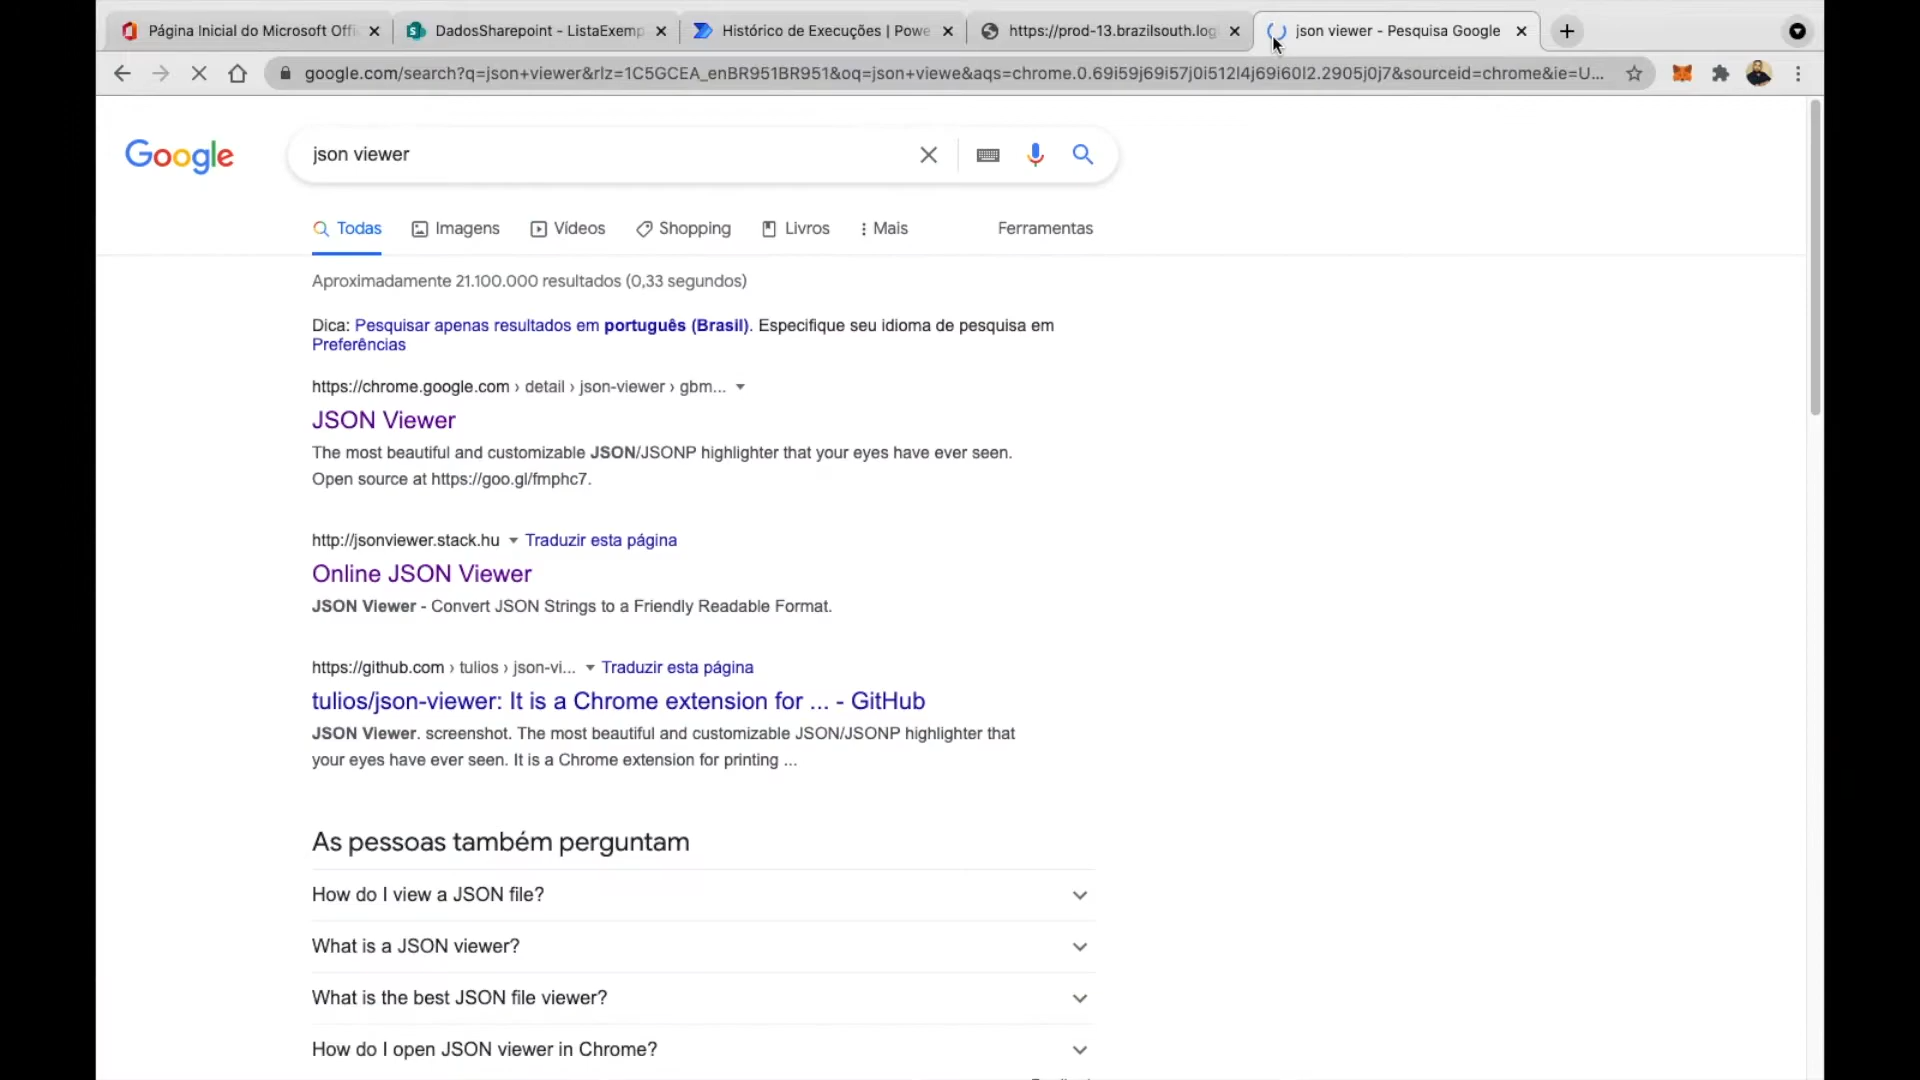 Página Inicial do Microsoft Offi
DadosSharepoint - ListaExemp
Histórico de Execuções | Powe
https://prod-13.brazilsouth.log
json viewer - Pesquisa Google
google.com/search?q=json+viewer&rlz=1C5GCEA_enBR951BR951&oq=json+viewe&aqs=chrome.0.69i59j69i57j0i512l4j69i60l2.2905j0j7&sourceid=chrome&ie=U...
Google
json viewer
Todas
Imagens
Vídeos
Shopping
Livros
Mais
Ferramentas
Aproximadamente 21.100.000 resultados (0,33 segundos)
Dica: Pesquisar apenas resultados em português (Brasil). Especifique seu idioma de pesquisa em
Preferências
https://chrome.google.com › detail › json-viewer › gbm...
JSON Viewer
The most beautiful and customizable JSON/JSONP highlighter that your eyes have ever seen.
Open source at https://goo.gl/fmphc7.
http://jsonviewer.stack.hu Traduzir esta página
Online JSON Viewer
JSON Viewer - Convert JSON Strings to a Friendly Readable Format.
https://github.com › tulios › json-vi... Traduzir esta página
tulios/json-viewer: It is a Chrome extension for ... - GitHub
JSON Viewer. screenshot. The most beautiful and customizable JSON/JSONP highlighter that
your eyes have ever seen. It is a Chrome extension for printing ...
As pessoas também perguntam
How do I view a JSON file?
What is a JSON viewer?
What is the best JSON file viewer?
How do I open JSON viewer in Chrome?